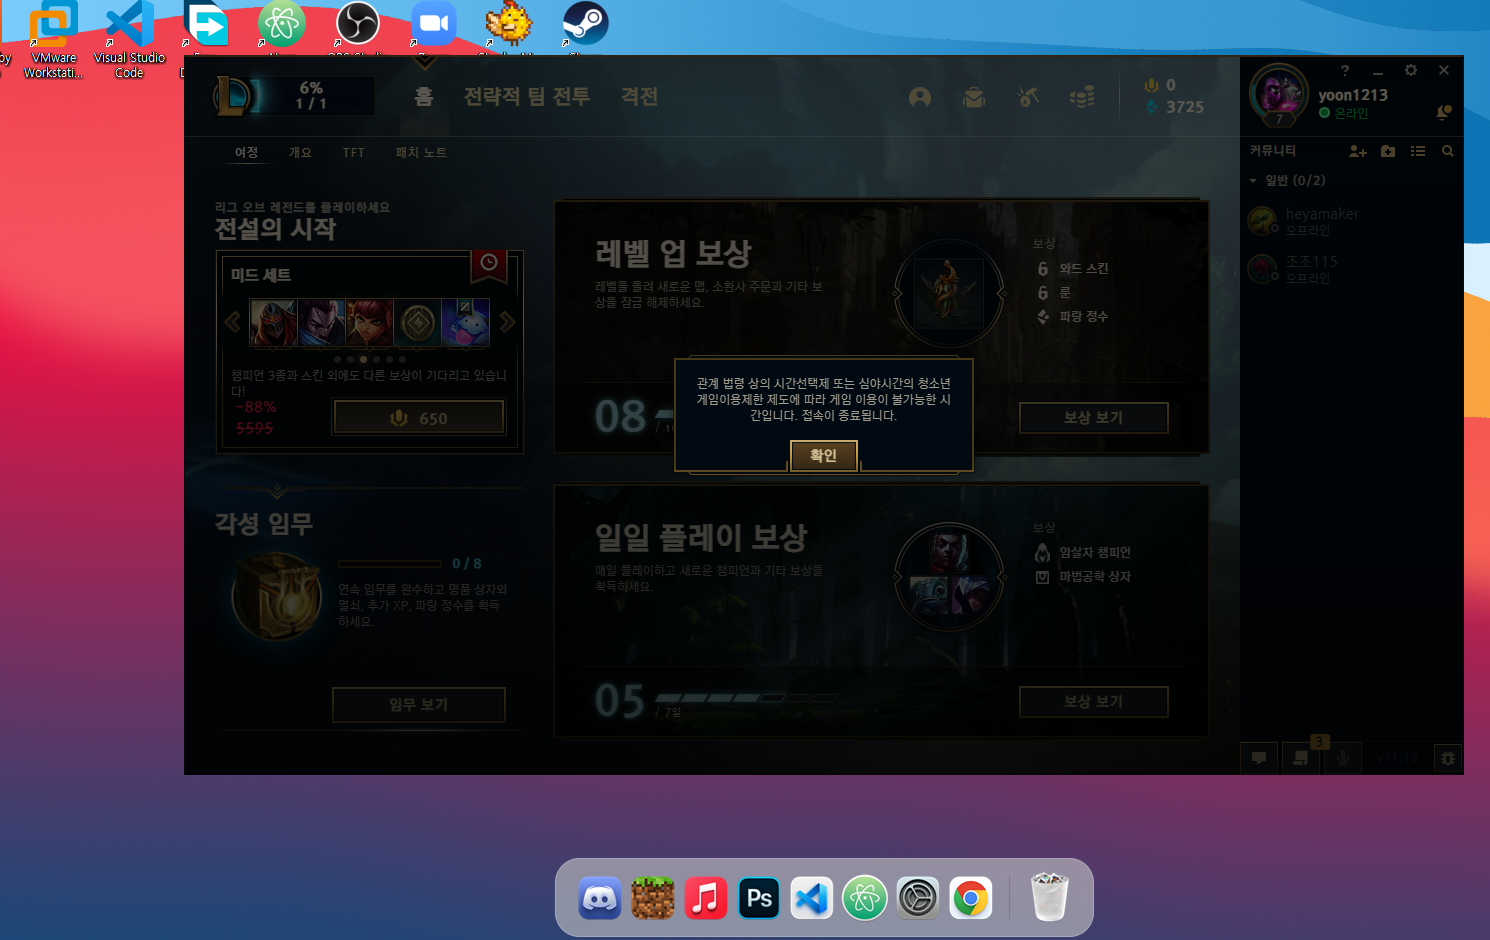 VMware
Workstati...
Visual Studio
Code
6%
1 / 1
홈
전략적 팀 전투
격전
0
3725
?
yoon1213
온라인
7
여정
개요
TFT
패치 노트
커뮤니티
일반 (0/2)
heyamaker
오프라인
조조115
오프라인
리그 오브 레전드를 플레이하세요
전설의 시작
미드 세트
챔피언 3종과 스킨 외에도 다른 보상이 기다리고 있습니
다!
-88%
5595
650
각성 임무
0 / 8
연속 임무를 완수하고 명품 상자와
열쇠, 추가 XP, 파랑 정수를 획득
하세요.
임무 보기
레벨 업 보상
레벨을 올려 새로운 맵, 소환사 주문과 기타 보
상을 잠금 해제하세요.
보상
와드 스킨
룬
파랑 정수
08
보상 보기
관계 법령 상의 시간선택제 또는 심야시간의 청소년
게임이용제한 제도에 따라 게임 이용이 불가능한 시
간입니다. 접속이 종료됩니다.
확인
일일 플레이 보상
매일 플레이하고 새로운 챔피언과 기타 보상을
획득하세요.
보상
암살자 챔피언
마법공학 상자
05
/ 7일
보상 보기
3
V11.18
Ps